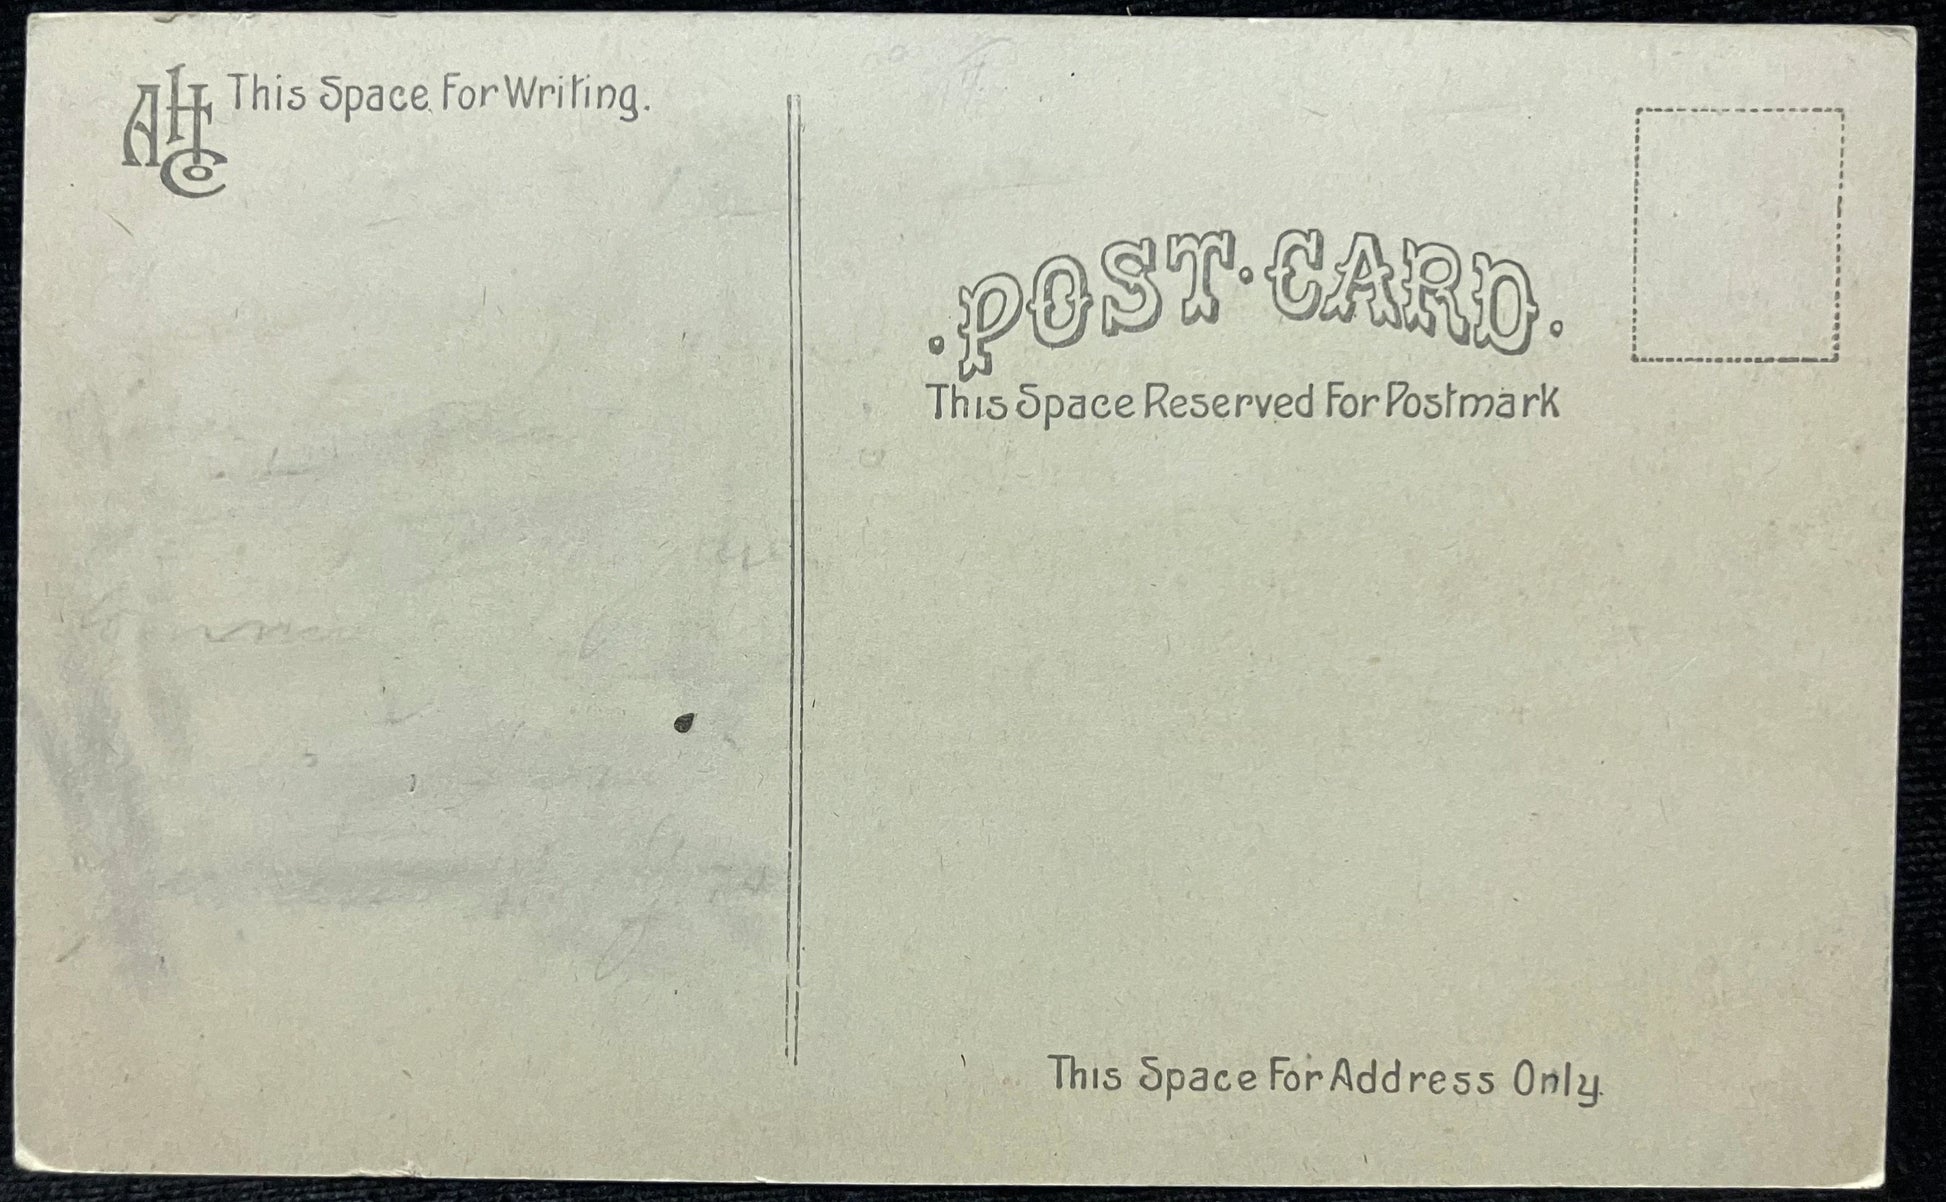 AHCo
This Space For Writing.
.POST·CARD.
This Space Reserved For Postmark
This Space For Address Only.